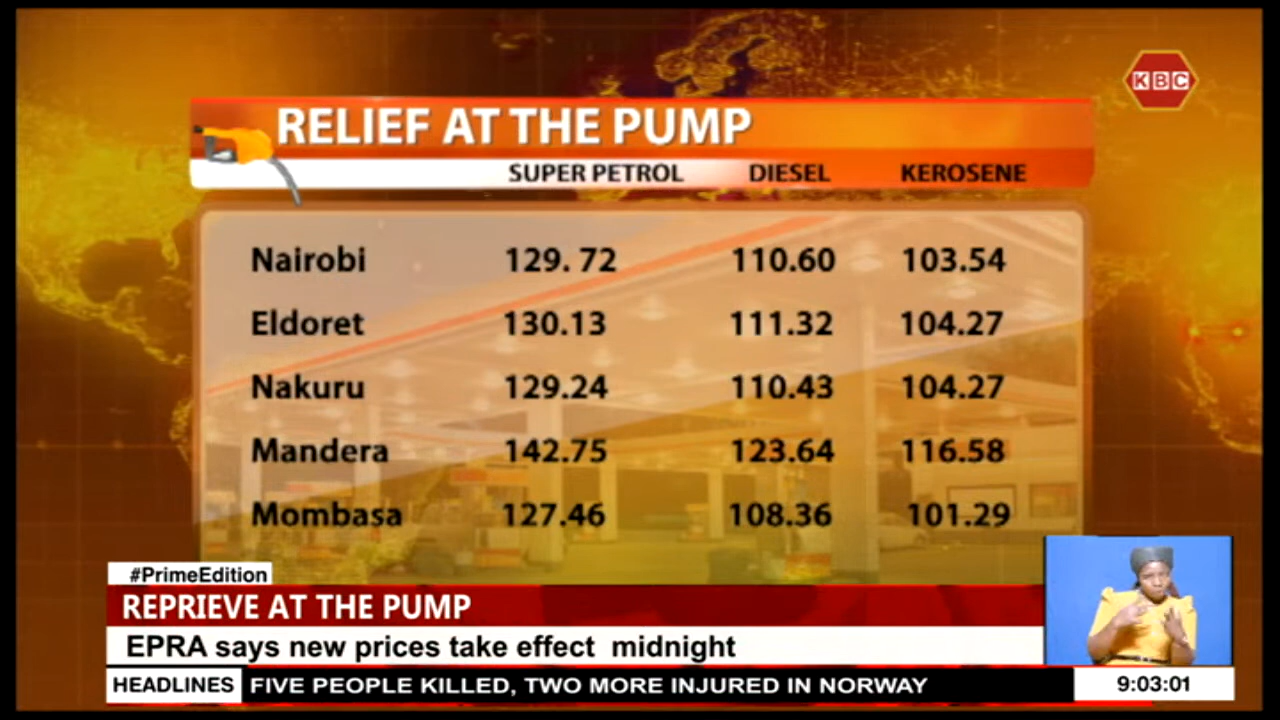 KBC
RELIEF AT THE PUMP
SUPER PETROL DIESEL KEROSENE
Nairobi 129. 72 110.60 103.54
Eldoret 130.13 111.32 104.27
Nakuru 129.24 110.43 104.27
Mandera 142.75 123.64 116.58
Mombasa 127.46 108.36 101.29
#PrimeEdition
REPRIEVE AT THE PUMP
EPRA says new prices take effect midnight
HEADLINES FIVE PEOPLE KILLED, TWO MORE INJURED IN NORWAY 9:03:01